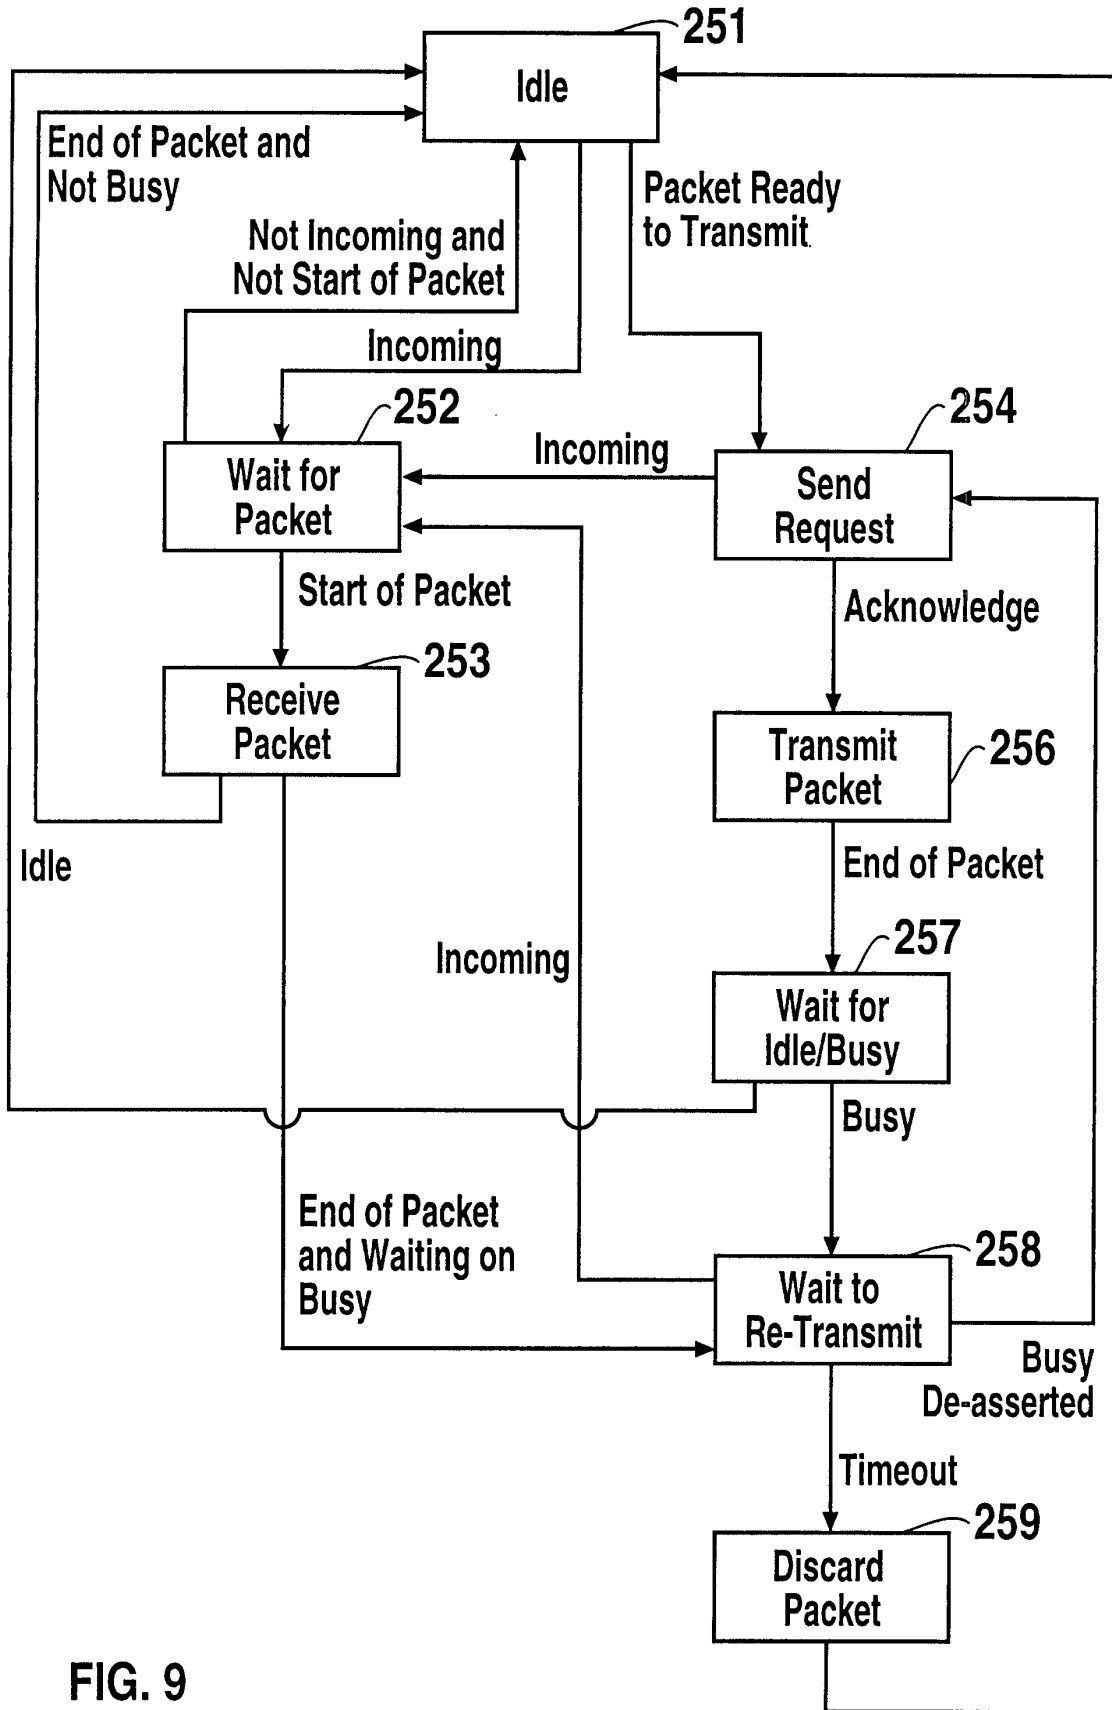 251
Idle
End of Packet and
Not Busy
Packet Ready
to Transmit
Not Incoming and
Not Start of Packet
Incoming
252
254
Wait for
Packet
Incoming
Send
Request
Start of Packet
Acknowledge
253
Receive
Packet
Transmit
Packet
256
Idle
End of Packet
257
Incoming
Wait for
Idle/Busy
Busy
End of Packet
and Waiting on
Busy
258
Wait to
Re-Transmit
Busy
De-asserted
Timeout
259
Discard
Packet
FIG. 9